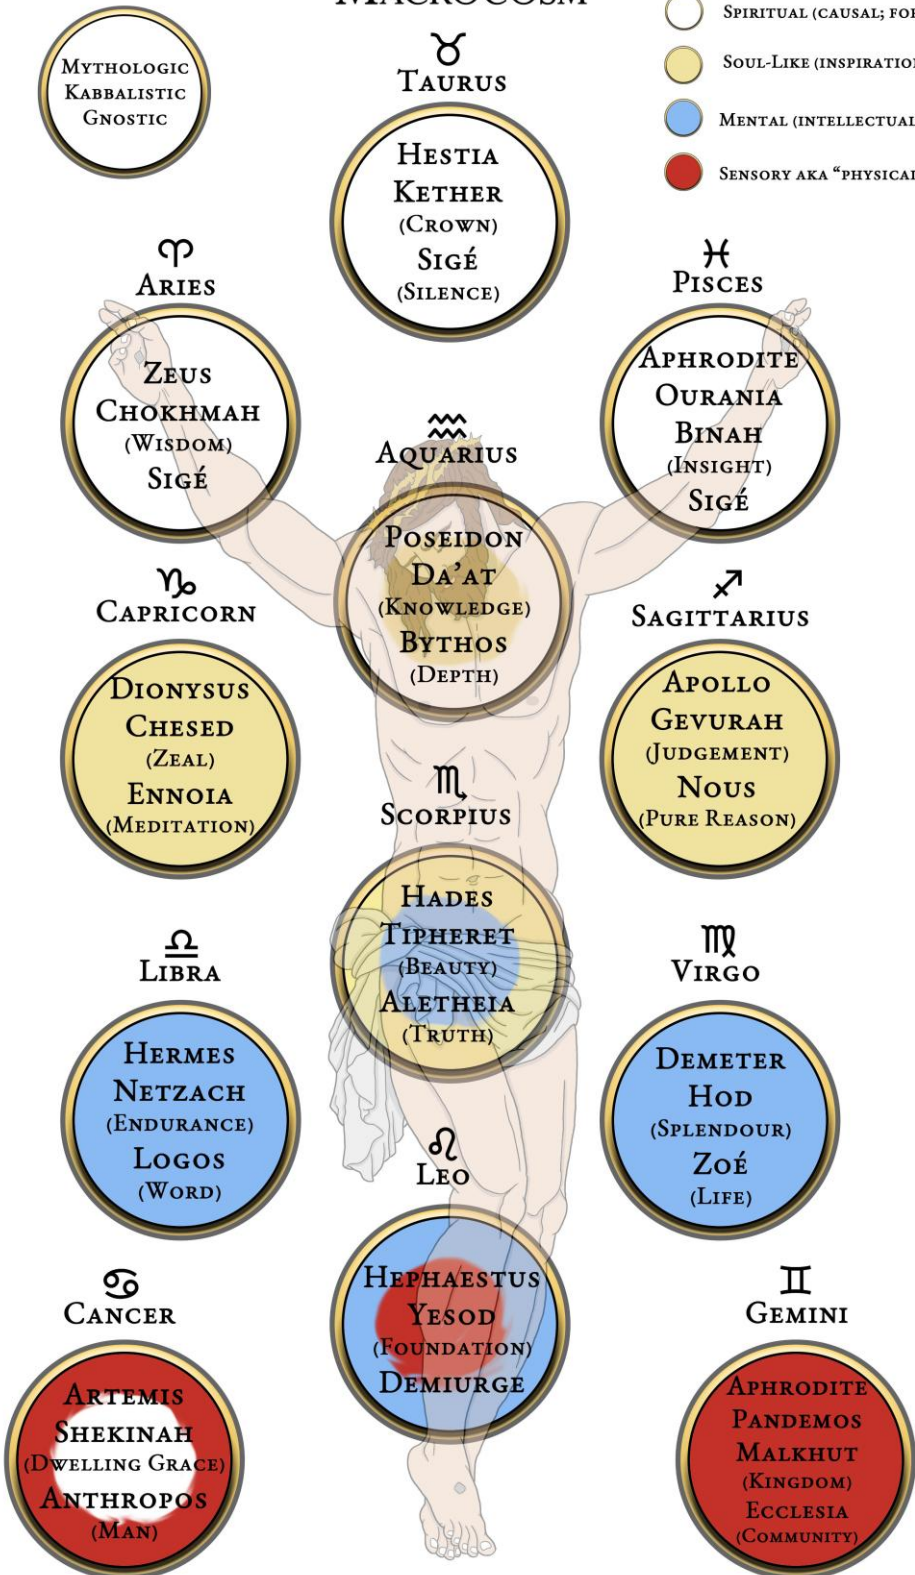 MACROCOSM
MYTHOLOGIC
KABBALISTIC
GNOSTIC
SPIRITUAL (CAUSAL;
SOUL-LIKE
MENTAL (INTELLECTUAL
SENSORY AKA "PHYSICAL
♉
TAURUS
HESTIA
KETHER
(CROWN)
SIGÉ
(SILENCE)
♈
ARIES
ZEUS
CHOKHMAH
(WISDOM)
SIGÉ
♓
PISCES
APHRODITE
OURANIA
BINAH
(INSIGHT)
SIGÉ
♒
AQUARIUS
POSEIDON
DA'AT
(KNOWLEDGE)
BYTHOS
(DEPTH)
♑
CAPRICORN
DIONYSUS
CHESED
(ZEAL)
ENNOIA
(MEDITATION)
♐
SAGITTARIUS
APOLLO
GEVURAH
(JUDGEMENT)
NOUS
(PURE REASON)
♏
SCORPIUS
HADES
TIPHERET
(BEAUTY)
ALETHEIA
(TRUTH)
♎
LIBRA
HERMES
NETZACH
(ENDURANCE)
LOGOS
(WORD)
♍
VIRGO
DEMETER
HOD
(SPLENDOUR)
ZOÉ
(LIFE)
♌
LEO
HEPHAESTUS
YESOD
(FOUNDATION)
DEMIURGE
♋
CANCER
ARTEMIS
SHEKINAH
(DWELLING GRACE)
ANTHROPOS
(MAN)
♊
GEMINI
APHRODITE
PANDEMOS
MALKHUT
(KINGDOM)
ECCLESIA
(COMMUNITY)